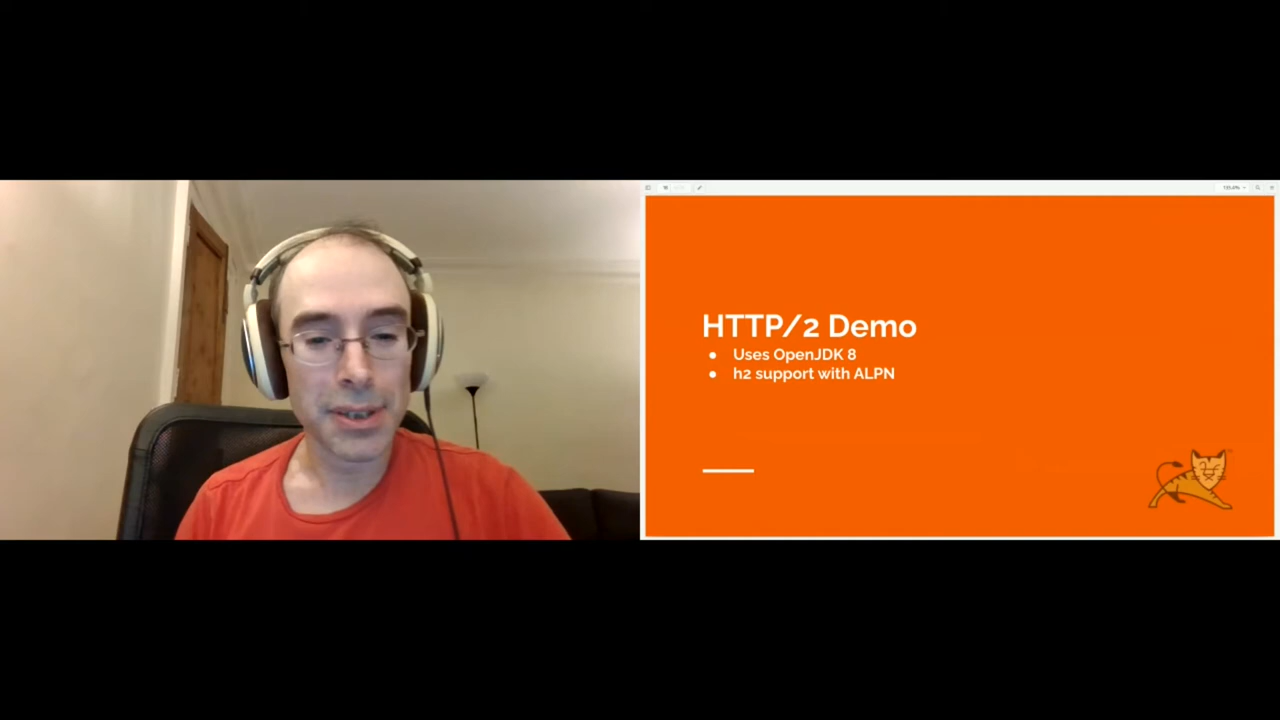 HTTP/2 Demo
● Uses OpenJDK 8
● h2 support with ALPN